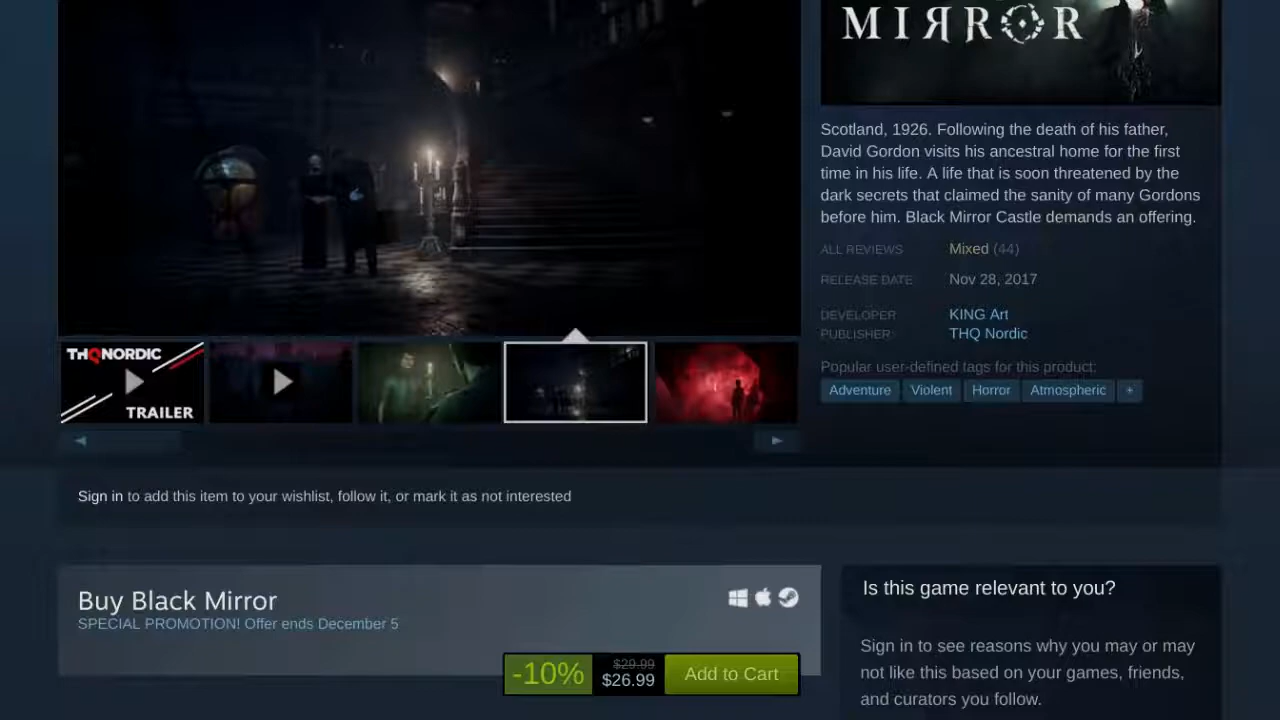 MIRROR
Scotland, 1926. Following the death of his father,
David Gordon visits his ancestral home for the first
time in his life. A life that is soon threatened by the
dark secrets that claimed the sanity of many Gordons
before him. Black Mirror Castle demands an offering.
ALL REVIEWS Mixed (44)
RELEASE DATE Nov 28, 2017
DEVELOPER KING Art
PUBLISHER: THQ Nordic
Popular user-defined tags for this product:
Adventure Violent Horror Atmospheric +
THQNORDIC
TRAILER
Sign in to add this item to your wishlist, follow it, or mark it as not interested
Buy Black Mirror
SPECIAL PROMOTION! Offer ends December 5
-10% $29.99 $26.99 Add to Cart
Is this game relevant to you?
Sign in to see reasons why you may or may
not like this based on your games, friends,
and curators you follow.